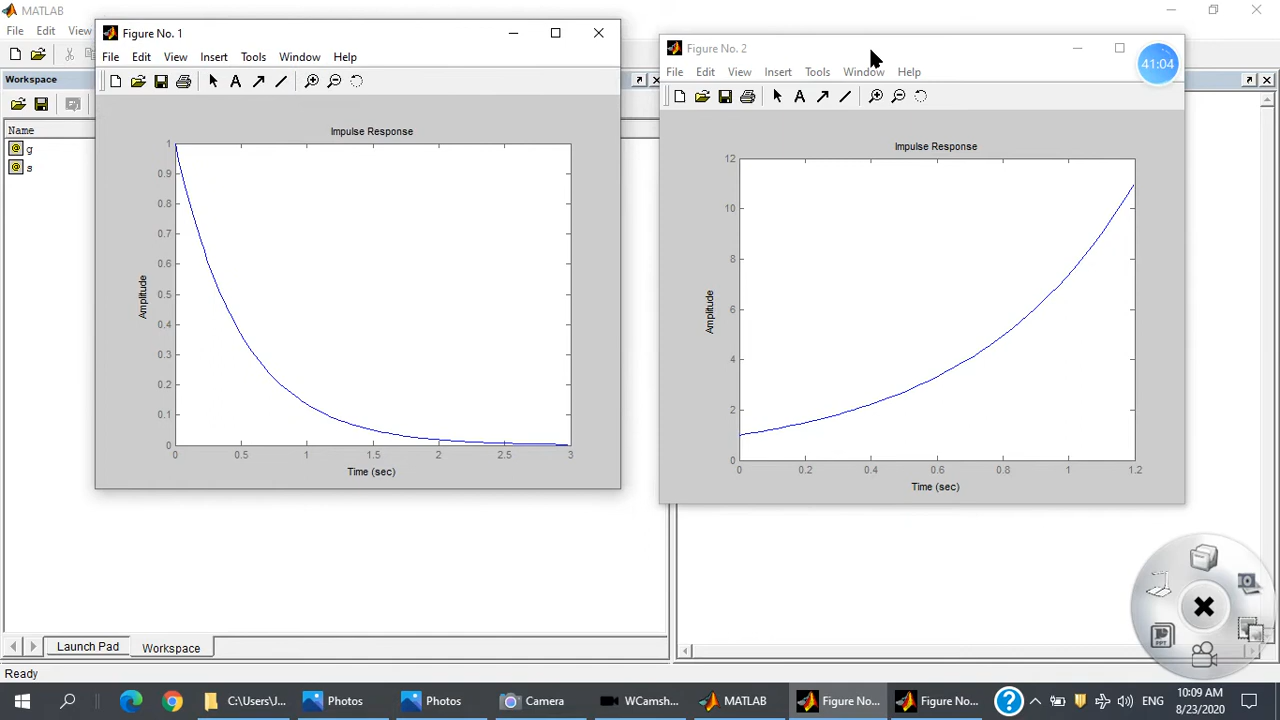 MATLAB
File Edit View
Workspace
Name
g
s
Figure No. 1
File Edit View Insert Tools Window Help
Impulse Response
1
0.9
0.8
0.7
0.6
0.5
0.4
0.3
0.2
0.1
0
0 0.5 1 1.5 2 2.5 3
Amplitude
Time (sec)
Figure No. 2
41:04
File Edit View Insert Tools Window Help
Impulse Response
12
10
8
6
4
2
0
0 0.2 0.4 0.6 0.8 1 1.2
Amplitude
Time (sec)
PPT
Launch Pad Workspace
Ready
C:\Users\J... Photos Photos Camera WCamsh... MATLAB Figure No... Figure No... ENG
10:09 AM
8/23/2020